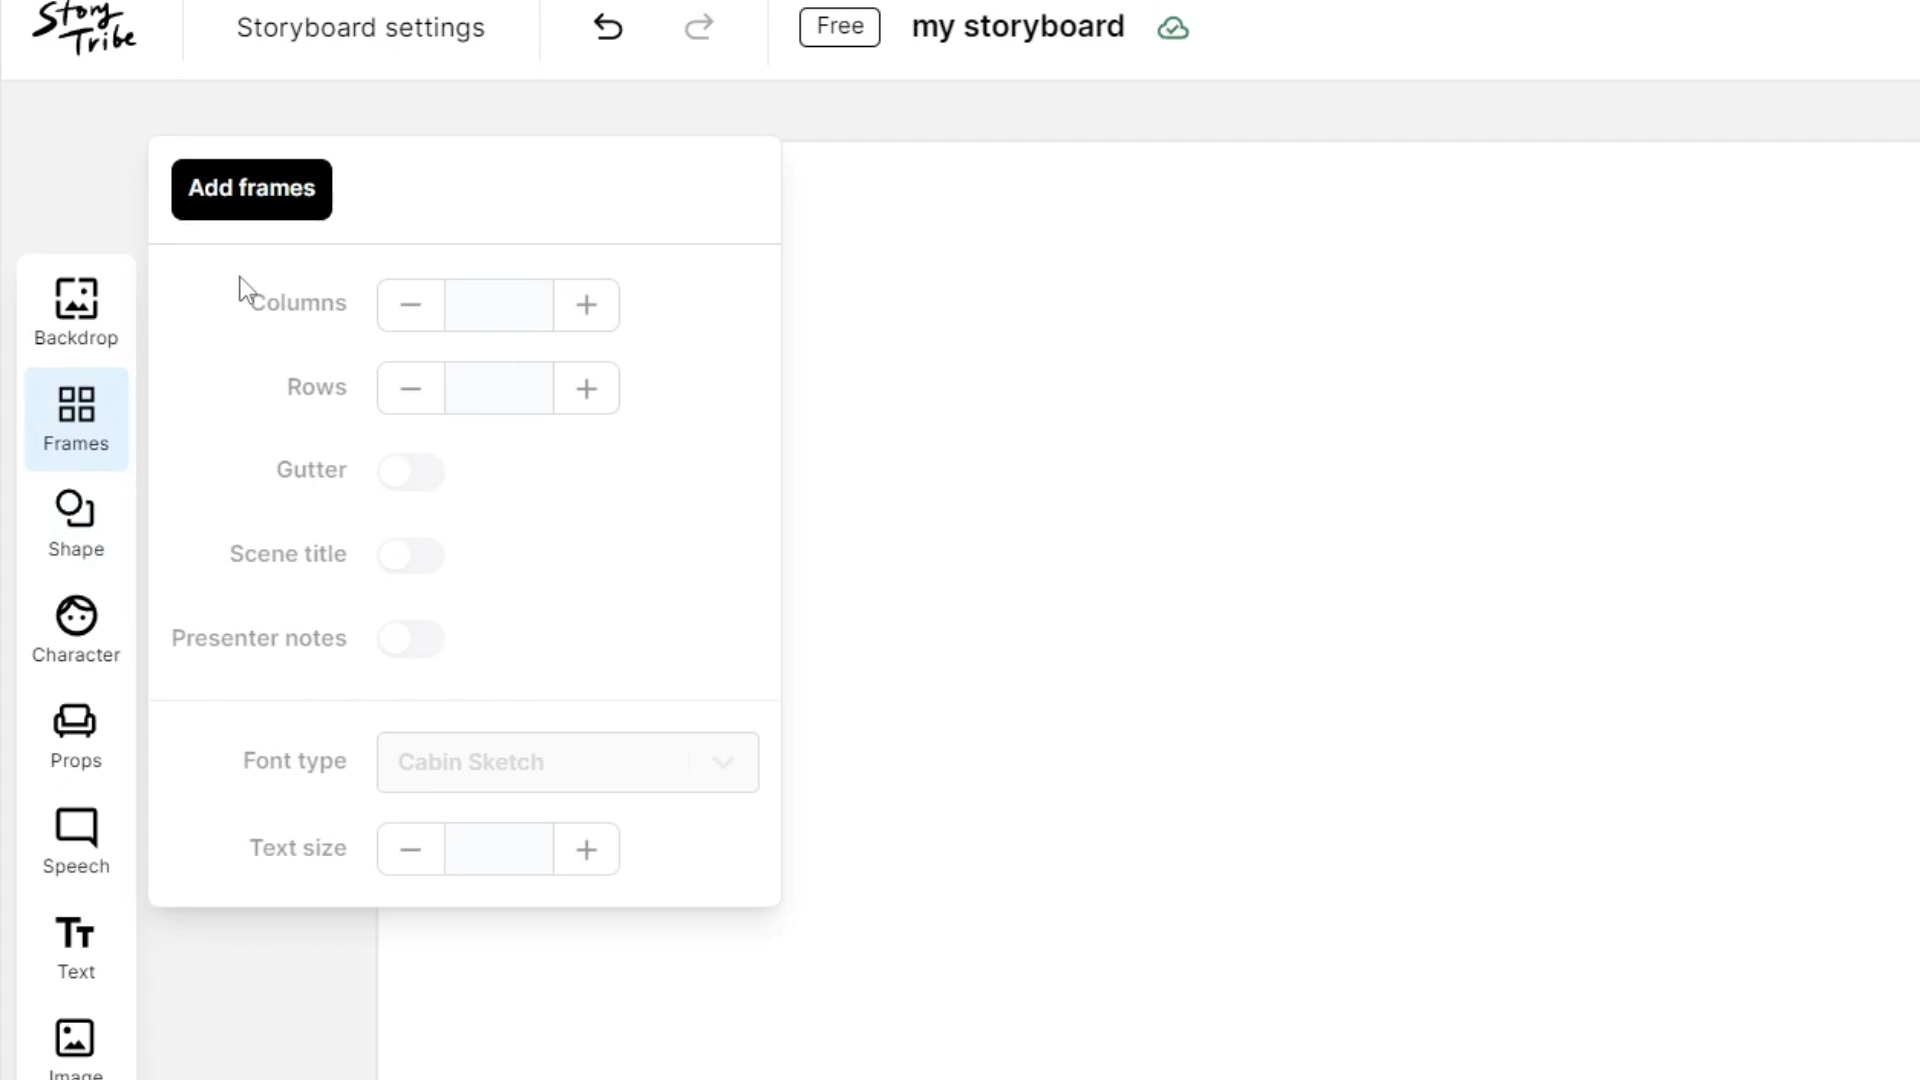 Story
Tribe
Storyboard settings
Free
my storyboard
Add frames
Columns
Rows
Gutter
Scene title
Presenter notes
Font type
Cabin Sketch
Text size
Backdrop
Frames
Shape
Character
Props
Speech
Text
Image